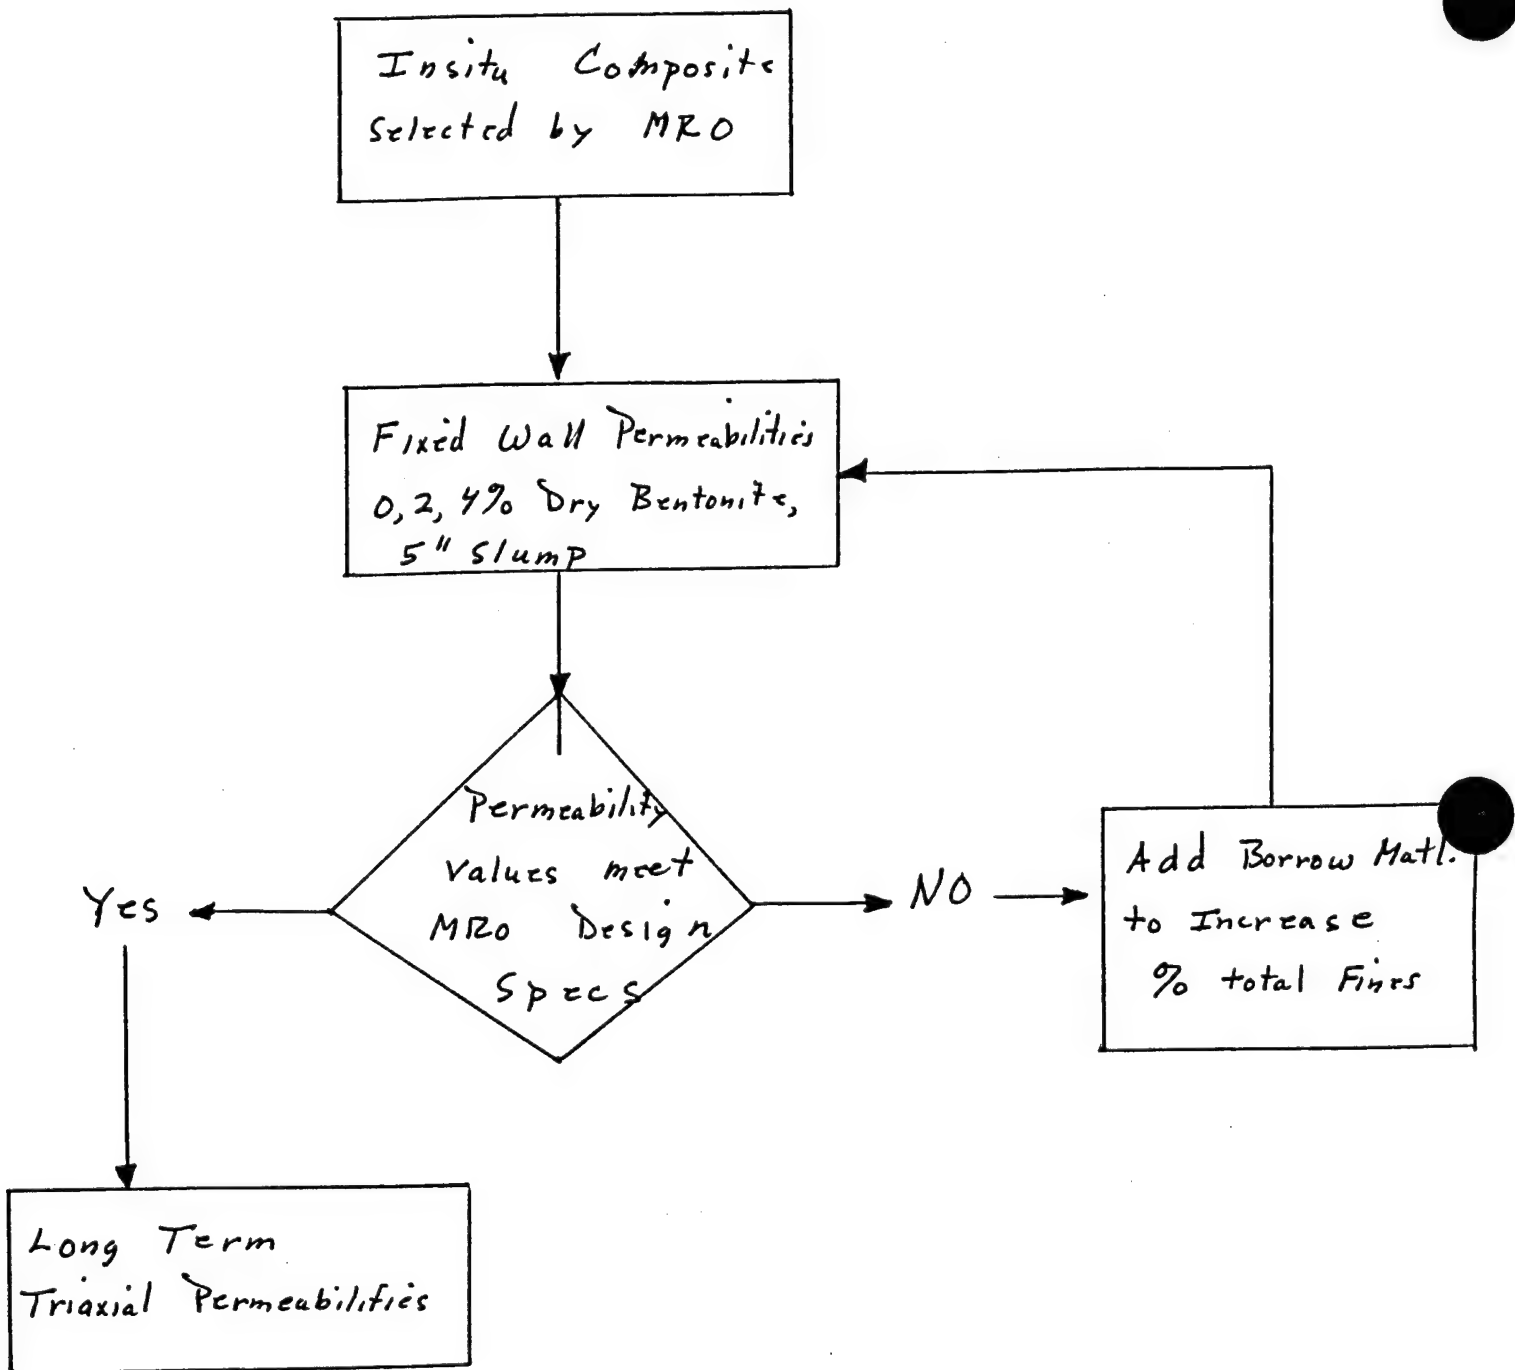 Insitu Composite
Selected by MRO
Fixed Wall Permeabilities
0, 2, 4% Dry Bentonite,
5" Slump
Permeability
Values meet
MRO Design
Specs
Yes
NO
Add Borrow Matl.
to Increase
% total Fines
Long Term
Triaxial Permeabilities